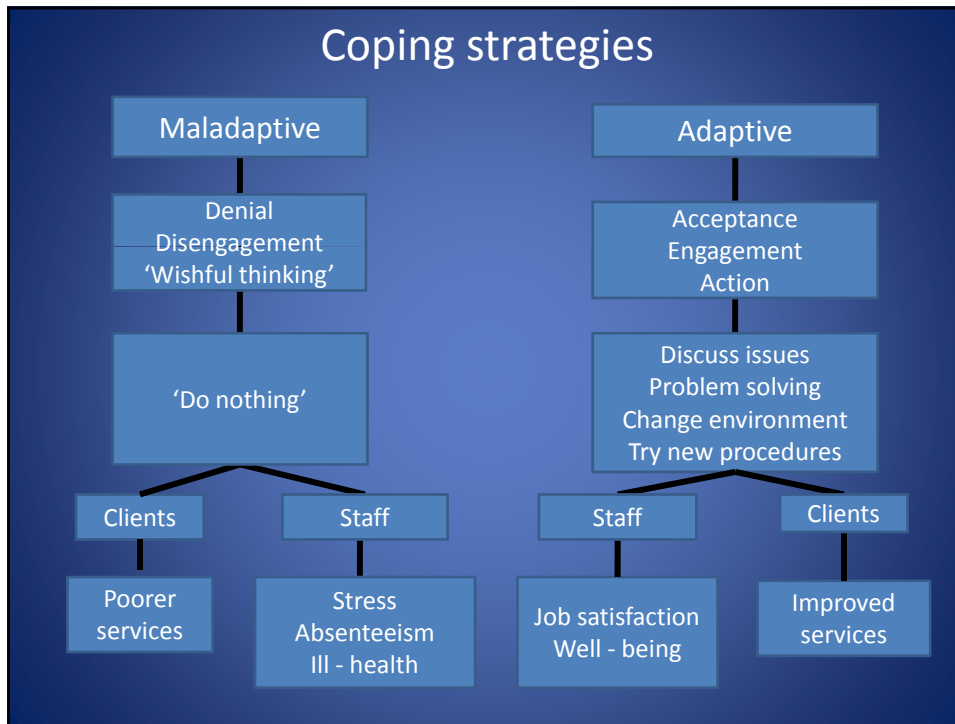 Coping strategies
Maladaptive
Denial
Disengagement
‘Wishful thinking’
‘Do nothing’
Clients
Poorer
services
Staff
Stress
Absenteeism
Ill - health
Adaptive
Acceptance
Engagement
Action
Discuss issues
Problem solving
Change environment
Try new procedures
Staff
Job satisfaction
Well - being
Clients
Improved
services